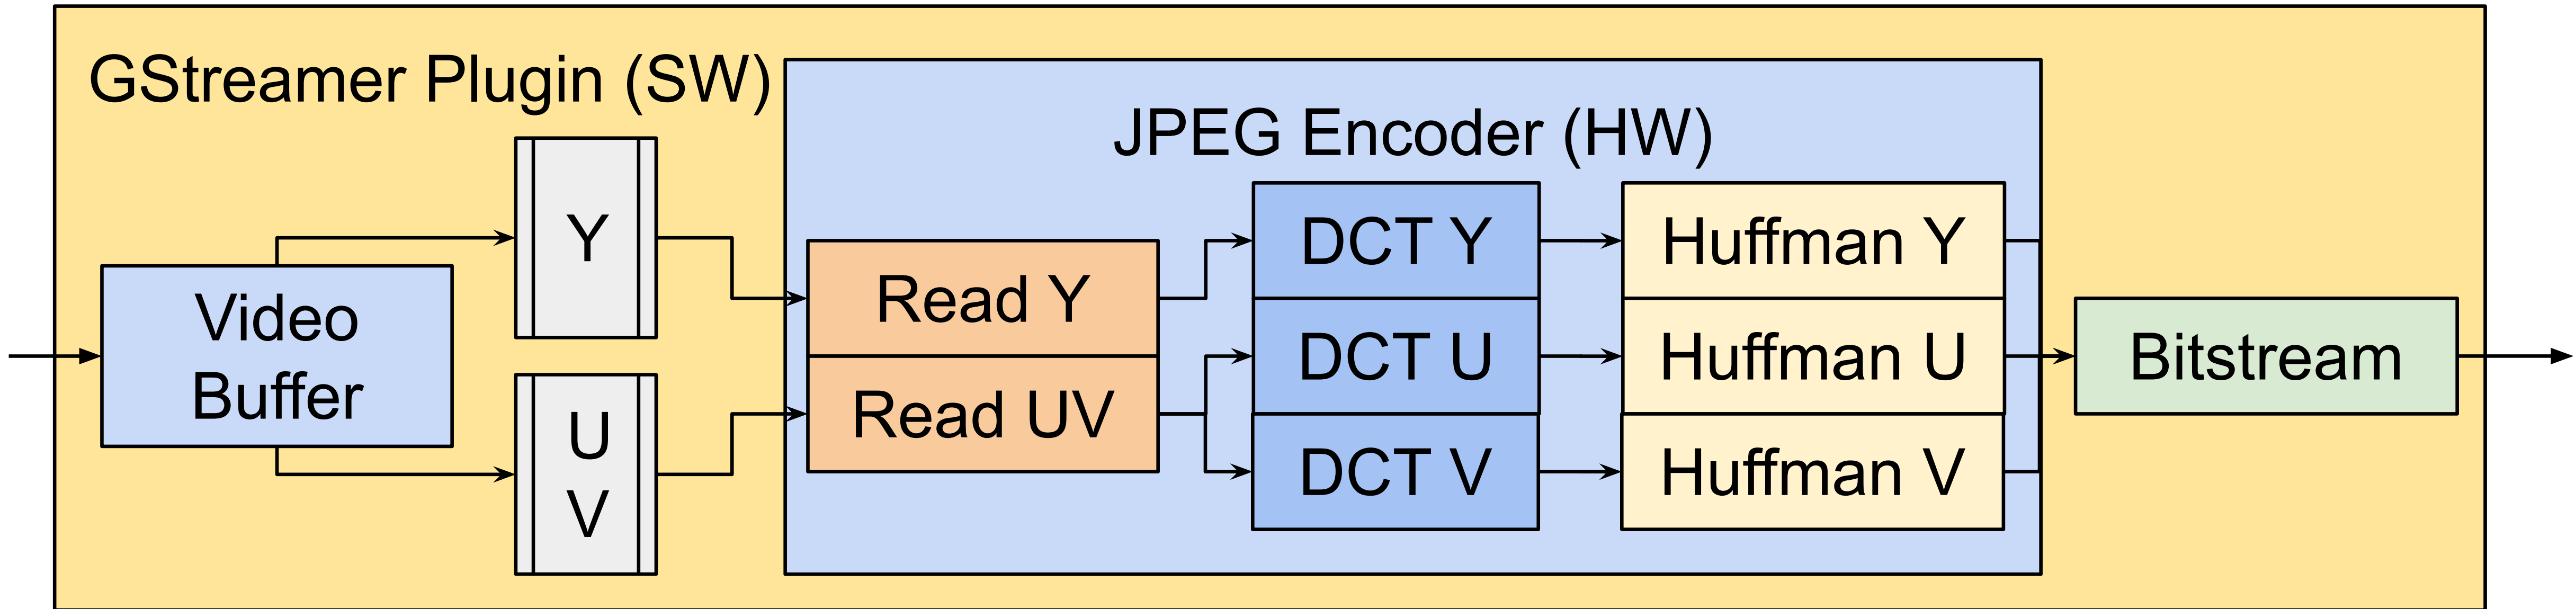 GStreamer Plugin (SW)
JPEG Encoder (HW)
Video
Buffer
Y
U
V
Read Y
Read UV
DCT Y
DCT U
DCT V
Huffman Y
Huffman U
Huffman V
Bitstream